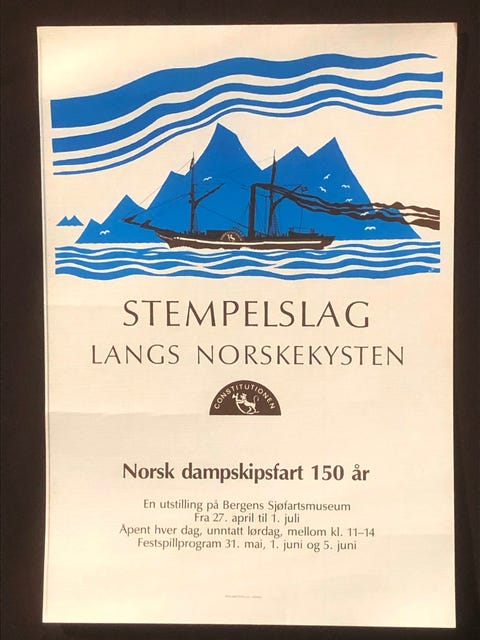 STEMPELSLAG
LANGS NORSKEKYSTEN
CONSTITUTIONEN
Norsk dampskipsfart 150 år
En utstilling på Bergens Sjøfartsmuseum
Fra 27. april til 1. juli
Åpent hver dag, unntatt lørdag, mellom kl. 11–14
Festspillprogram 31. mai, 1. juni og 5. juni